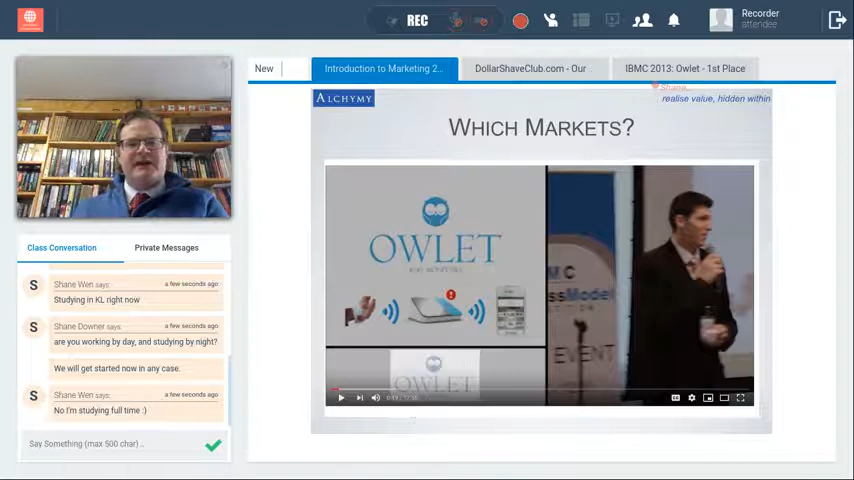 REC
Recorder
attendee
New
Introduction to Marketing 2..
DollarShaveClub.com - Our
IBMC 2013: Owlet - 1st Place
Shane...
ALCHYMY
realise value, hidden within
WHICH MARKETS?
OWLET
BABY MONITORS
MC
EVENT
Class Conversation
Private Messages
S
Shane Wen says:
a few seconds ago
Studying in KL right now
S
Shane Downer says:
a few seconds ago
are you working by day, and studying by night?
We will get started now in any case.
S
Shane Wen says:
a few seconds ago
No I'm studying full time :)
Say Something (max 500 char)...